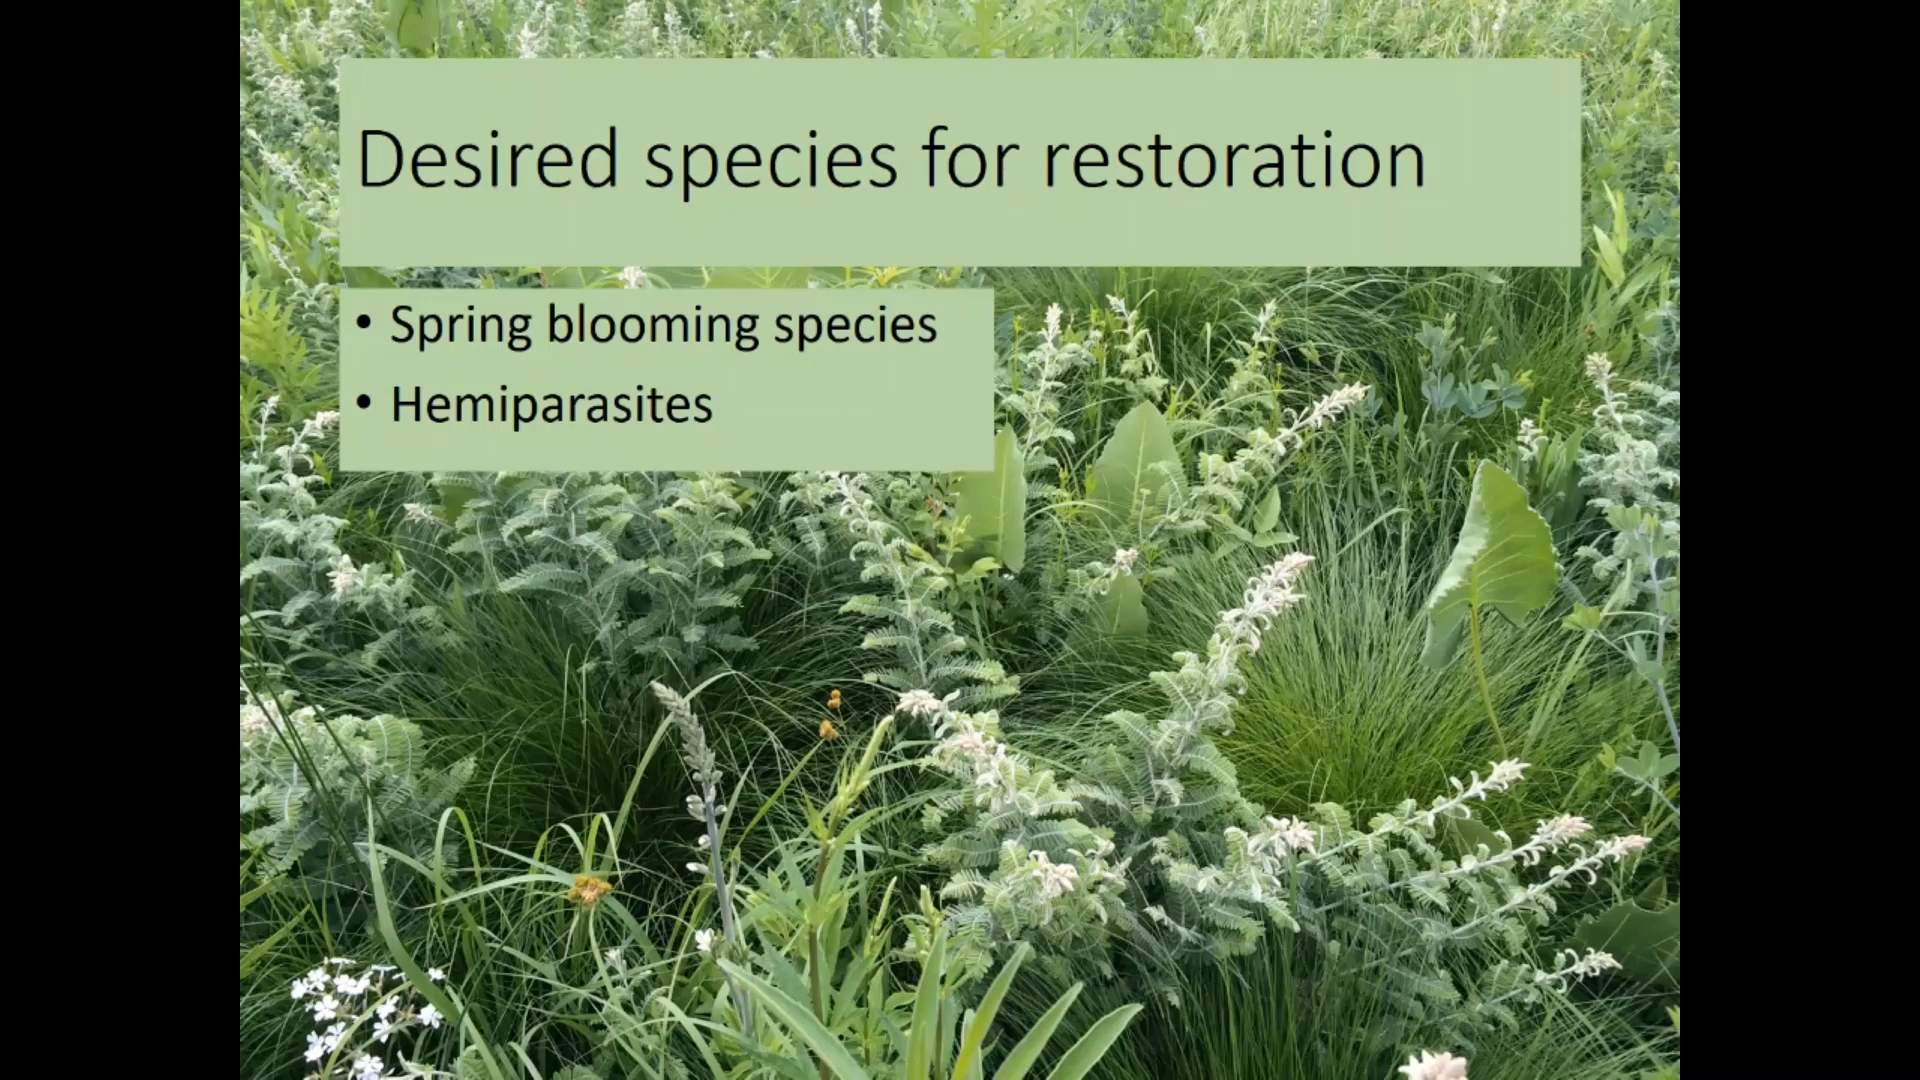 Desired species for restoration
• Spring blooming species
• Hemiparasites